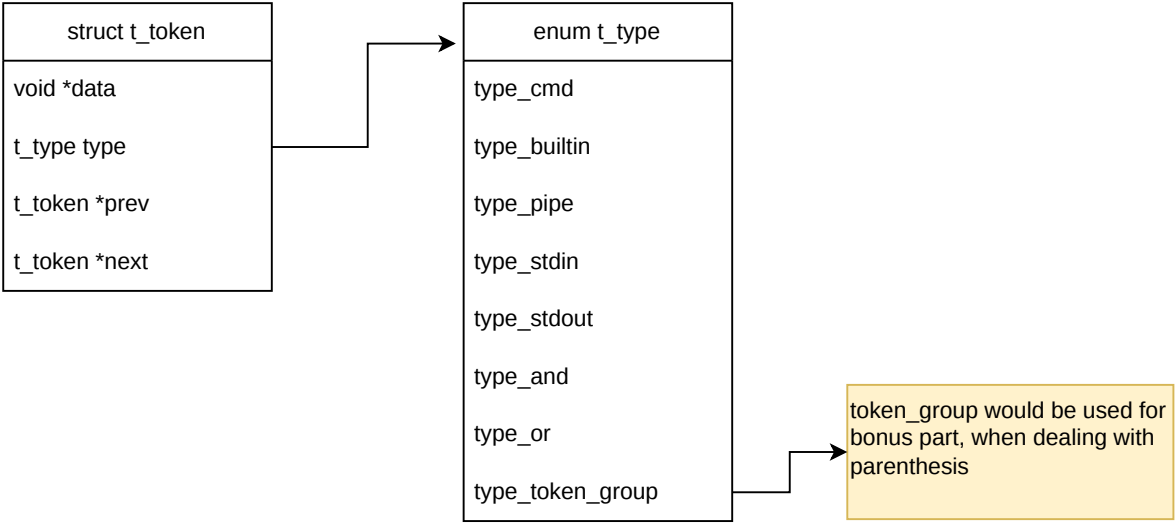 struct t_token
void *data
t_type type
t_token *prev
t_token *next
enum t_type
type_cmd
type_builtin
type_pipe
type_stdin
type_stdout
type_and
type_or
type_token_group
token_group would be used for
bonus part, when dealing with
parenthesis